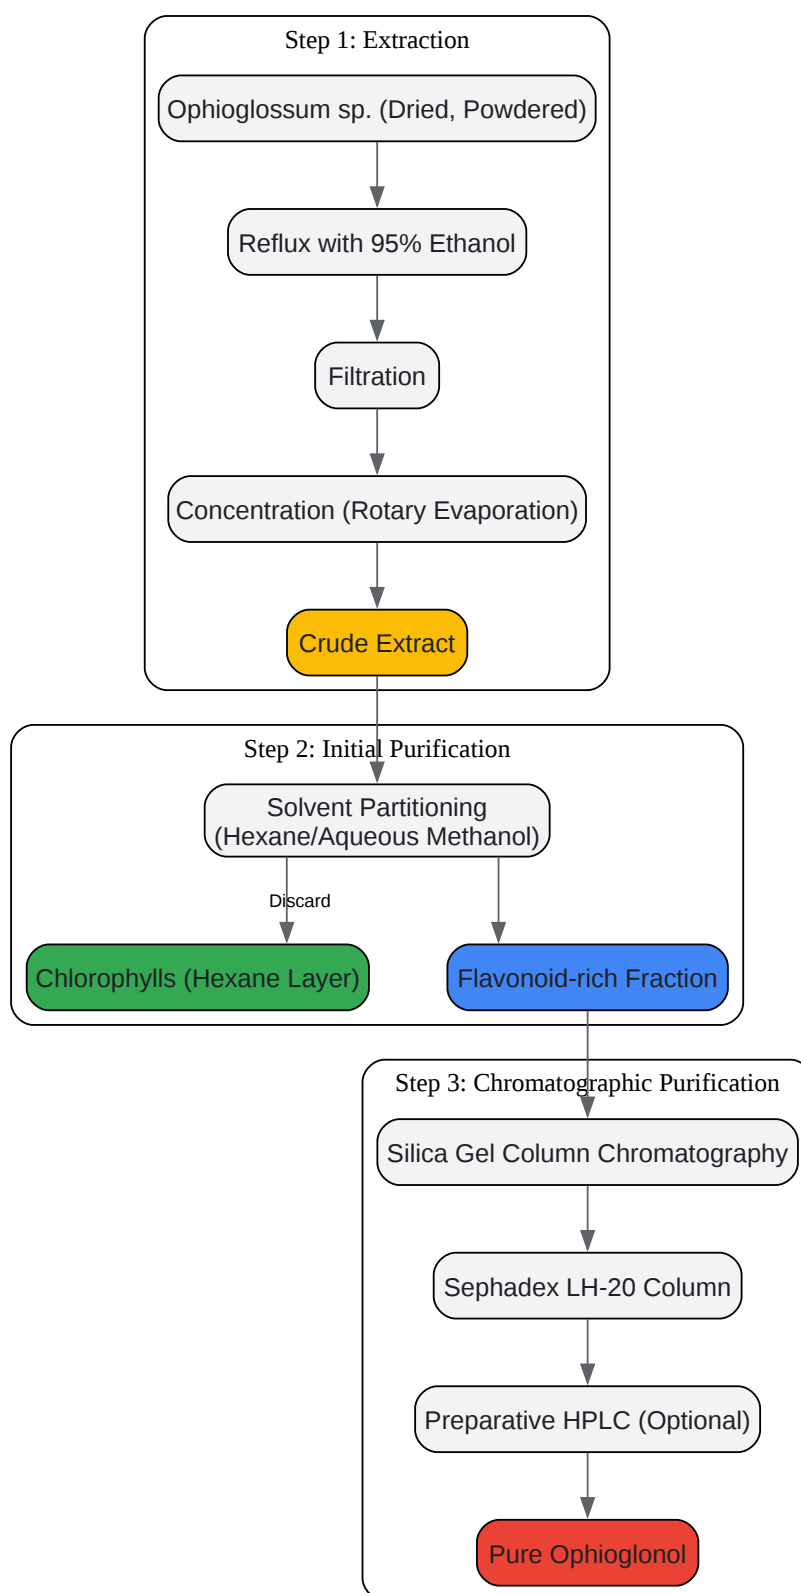 Step 1: Extraction
Ophioglossum sp. (Dried, Powdered)
Reflux with 95% Ethanol
Filtration
Concentration (Rotary Evaporation)
Crude Extract
Step 2: Initial Purification
Solvent Partitioning
(Hexane/Aqueous Methanol)
Discard
Chlorophylls (Hexane Layer)
Flavonoid-rich Fraction
Step 3: Chromatographic Purification
Silica Gel Column Chromatography
Sephadex LH-20 Column
Preparative HPLC (Optional)
Pure Ophioglonol